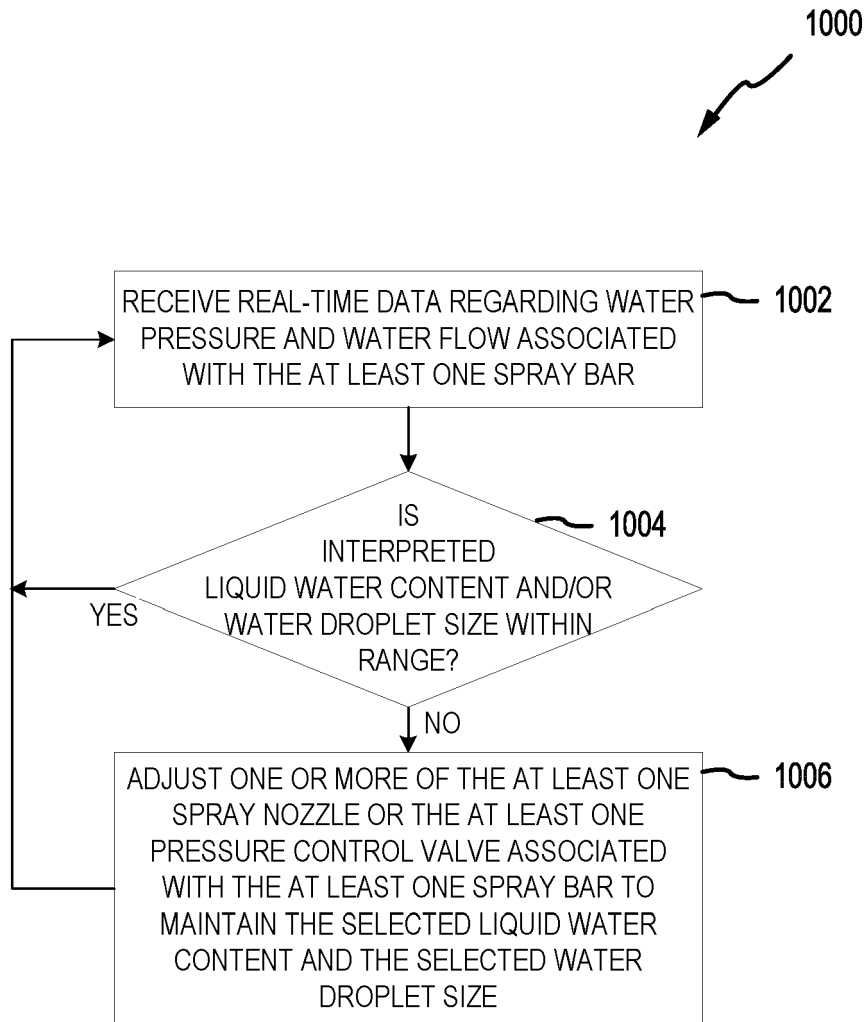 1000
RECEIVE REAL-TIME DATA REGARDING WATER
PRESSURE AND WATER FLOW ASSOCIATED
WITH THE AT LEAST ONE SPRAY BAR
1002
IS
INTERPRETED
LIQUID WATER CONTENT AND/OR
WATER DROPLET SIZE WITHIN
RANGE?
1004
YES
NO
ADJUST ONE OR MORE OF THE AT LEAST ONE
SPRAY NOZZLE OR THE AT LEAST ONE
PRESSURE CONTROL VALVE ASSOCIATED
WITH THE AT LEAST ONE SPRAY BAR TO
MAINTAIN THE SELECTED LIQUID WATER
CONTENT AND THE SELECTED WATER
DROPLET SIZE
1006